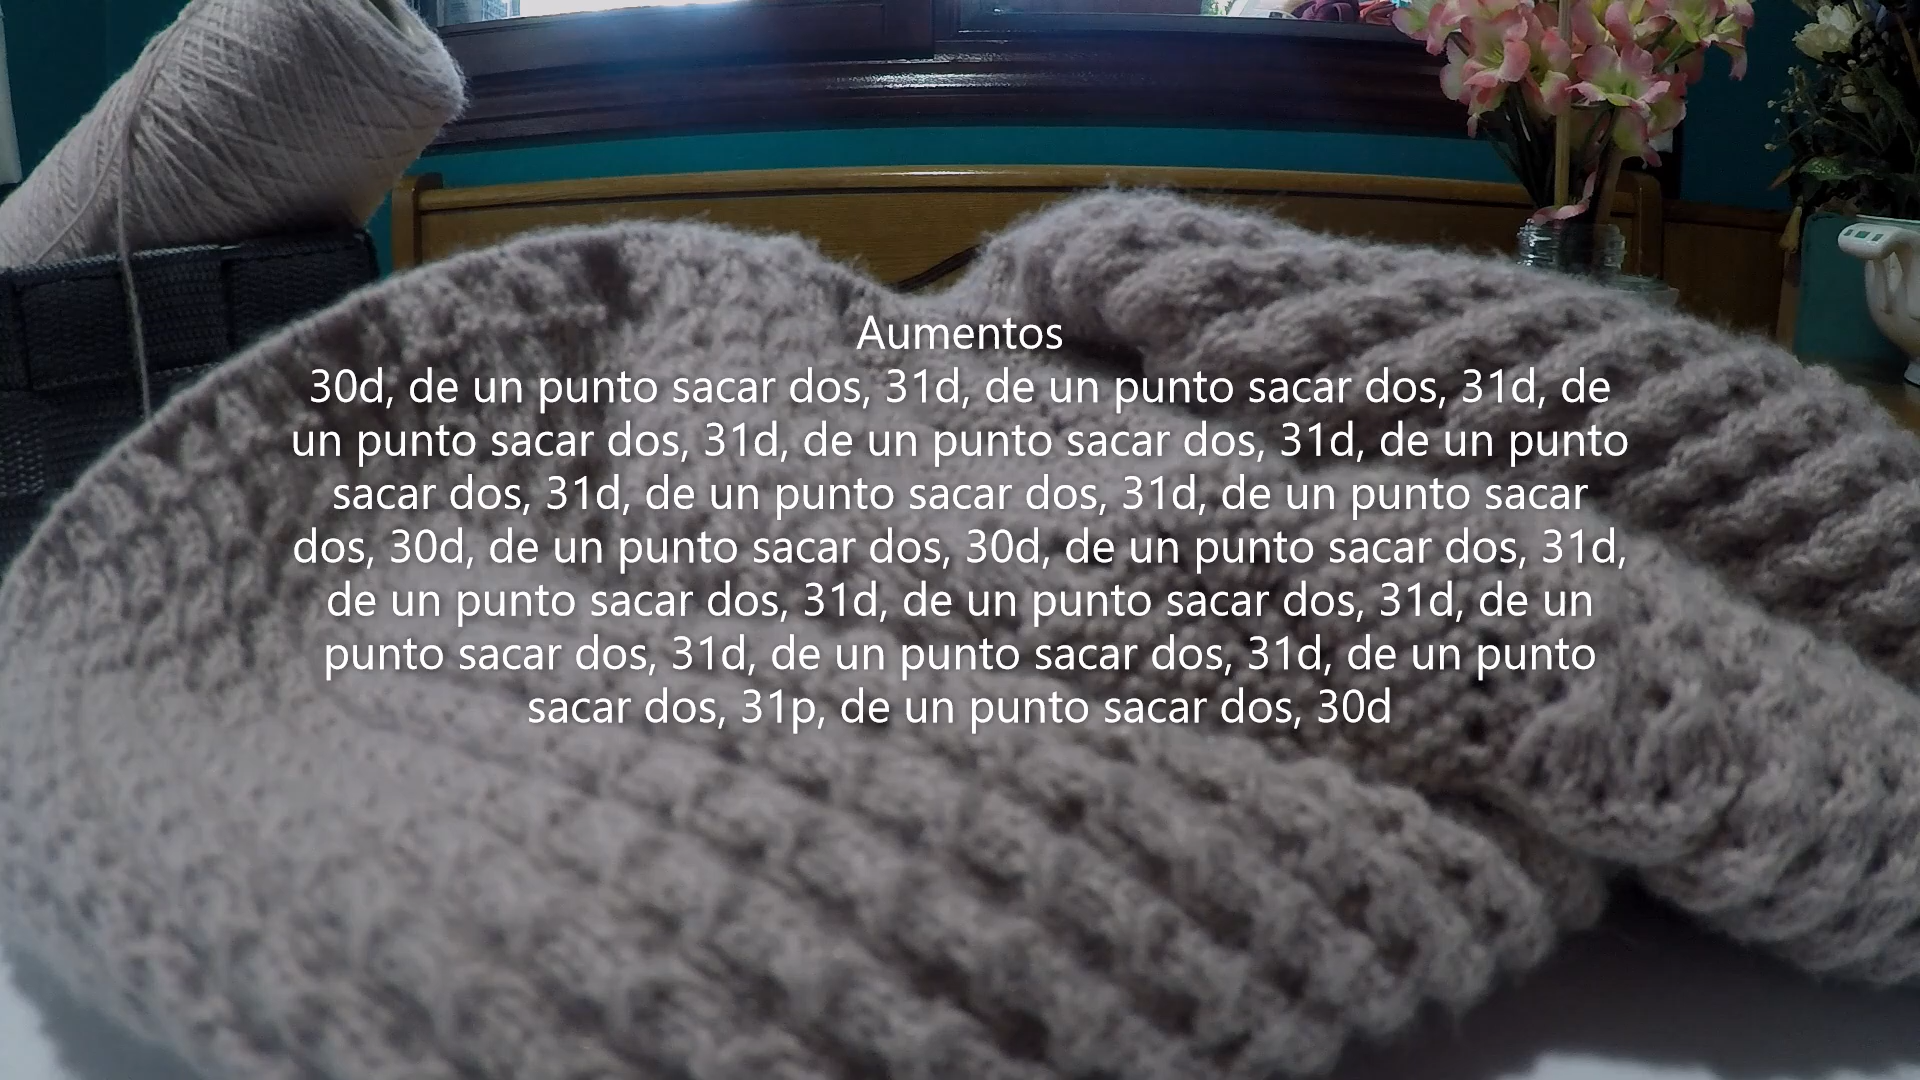 Aumentos
30d, de un punto sacar dos, 31d, de un punto sacar dos, 31d, de
un punto sacar dos, 31d, de un punto sacar dos, 31d, de un punto
sacar dos, 31d, de un punto sacar dos, 31d, de un punto sacar
dos, 30d, de un punto sacar dos, 30d, de un punto sacar dos, 31d,
de un punto sacar dos, 31d, de un punto sacar dos, 31d, de un
punto sacar dos, 31d, de un punto sacar dos, 31d, de un punto
sacar dos, 31p, de un punto sacar dos, 30d